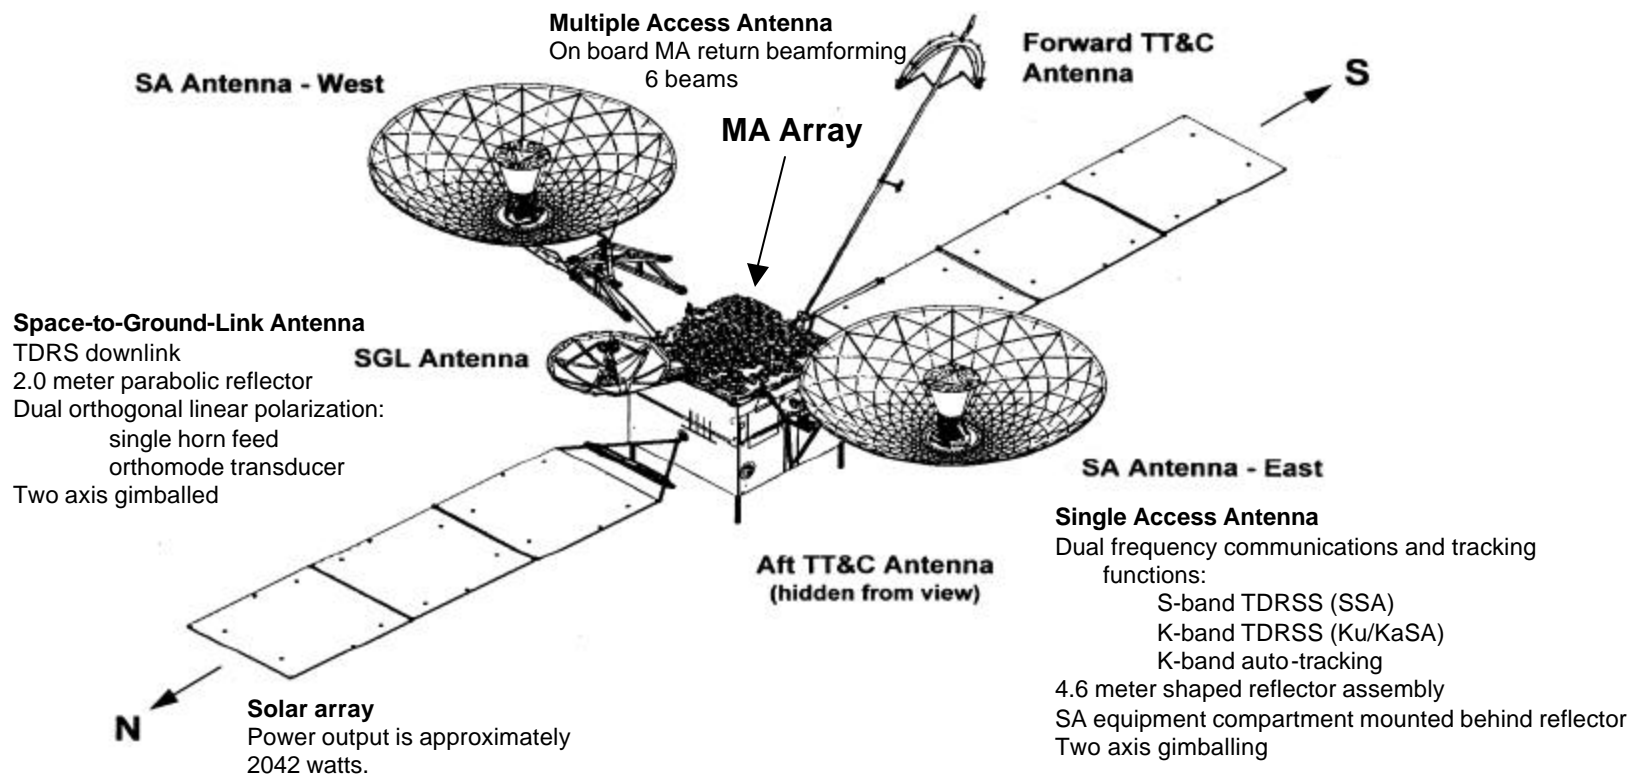 Multiple Access Antenna
On board MA return beamforming
6 beams
Forward TT&C
Antenna
S
SA Antenna - West
MA Array
Space-to-Ground-Link Antenna
TDRS downlink
2.0 meter parabolic reflector
Dual orthogonal linear polarization:
single horn feed
orthomode transducer
Two axis gimballed
SGL Antenna
SA Antenna - East
Single Access Antenna
Dual frequency communications and tracking
functions:
S-band TDRSS (SSA)
K-band TDRSS (Ku/KaSA)
K-band auto-tracking
4.6 meter shaped reflector assembly
SA equipment compartment mounted behind reflector
Two axis gimballing
Aft TT&C Antenna
(hidden from view)
N
Solar array
Power output is approximately
2042 watts.